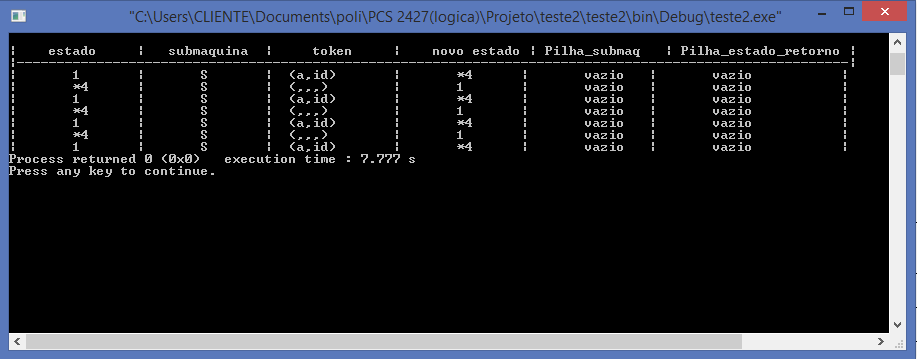 "C:\Users\CLIENTE\Documents\poli\PCS 2427(logica)\Projeto\teste2\teste2\bin\Debug\teste2.exe"
¦ estado ¦ submaquina ¦ token ¦ novo estado ¦ Pilha_submaq ¦ Pilha_estado_retorno ¦
¦-------------------------------------------------------------------------------------------------------¦
¦ 1 ¦ S ¦ (a,id) ¦ *4 ¦ vazio ¦ vazio ¦
¦ *4 ¦ S ¦ (,,,) ¦ 1 ¦ vazio ¦ vazio ¦
¦ 1 ¦ S ¦ (a,id) ¦ *4 ¦ vazio ¦ vazio ¦
¦ *4 ¦ S ¦ (,,,) ¦ 1 ¦ vazio ¦ vazio ¦
¦ 1 ¦ S ¦ (a,id) ¦ *4 ¦ vazio ¦ vazio ¦
¦ *4 ¦ S ¦ (,,,) ¦ 1 ¦ vazio ¦ vazio ¦
¦ 1 ¦ S ¦ (a,id) ¦ *4 ¦ vazio ¦ vazio ¦
Process returned 0 (0x0) execution time : 7.777 s
Press any key to continue.